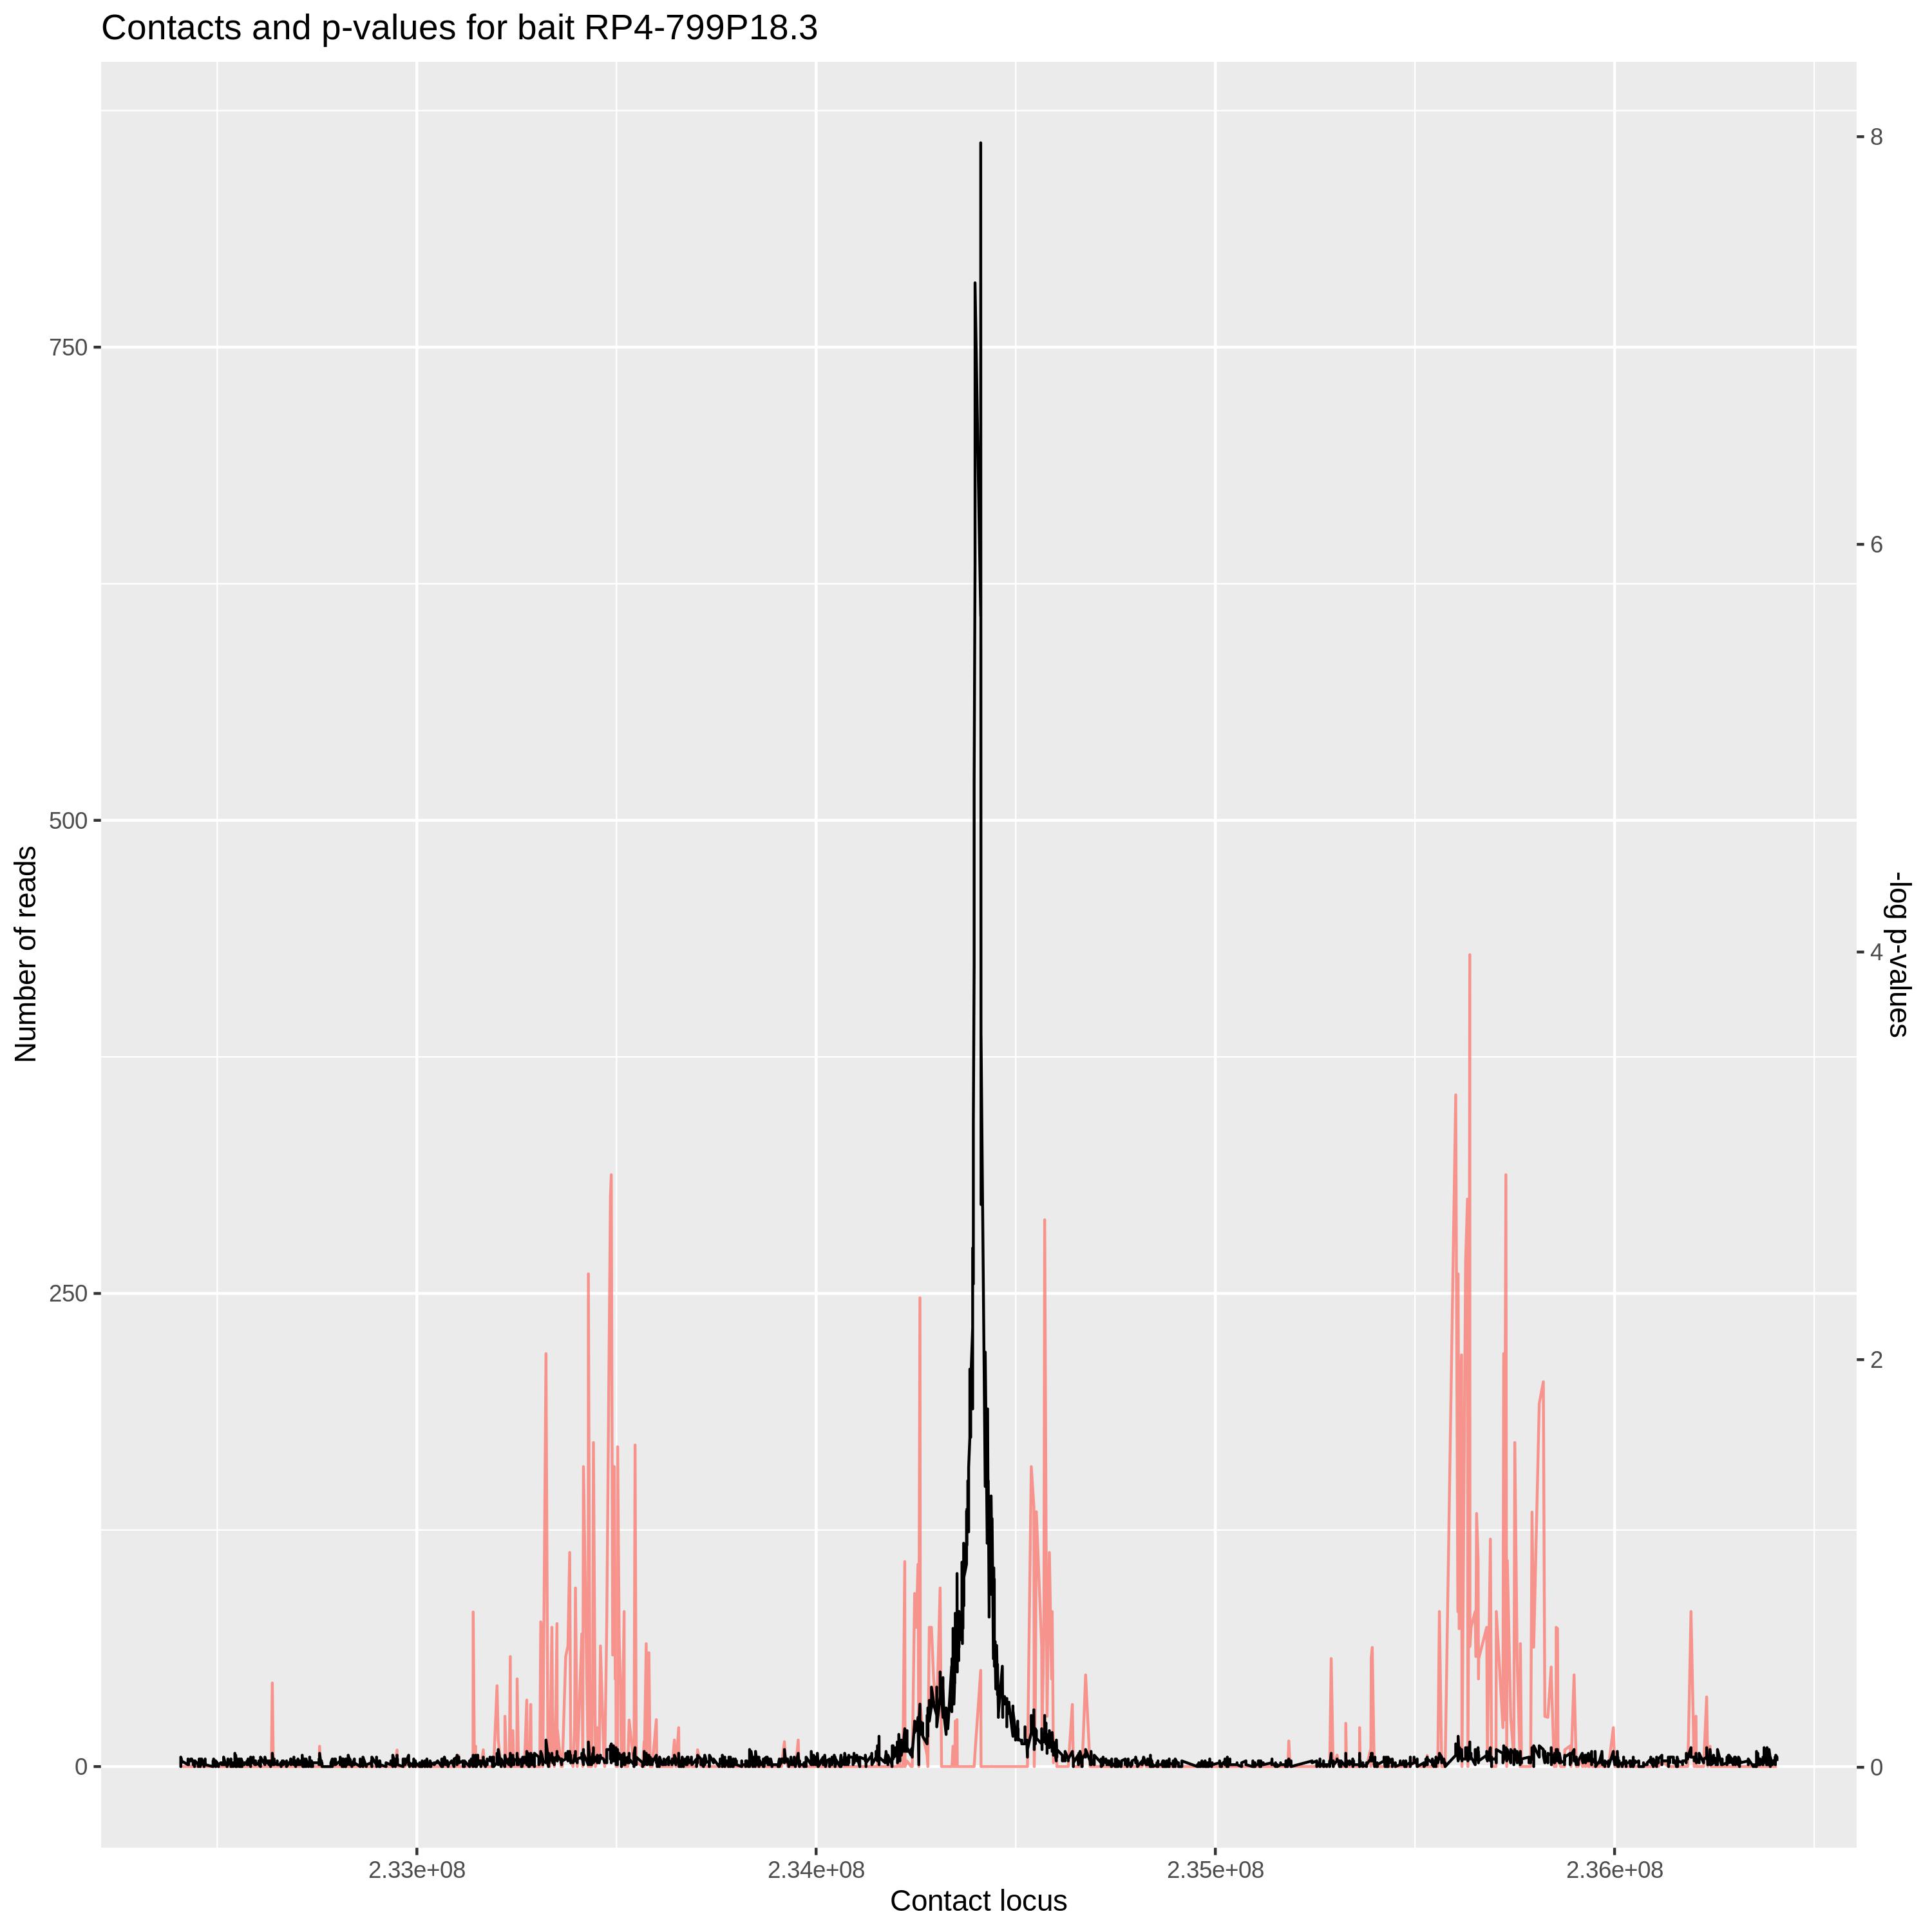 Contacts and p-values for bait RP4-799P18.3
8
750
6
500
Number of reads
-log p-values
4
250
2
0
0
2.33e+08 2.34e+08 2.35e+08 2.36e+08
Contact locus